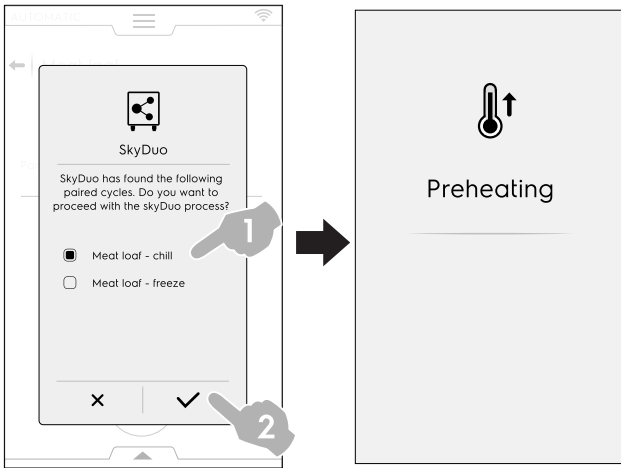 AUTOMATIC
SkyDuo
SkyDuo has found the following
paired cycles. Do you want to
proceed with the skyDuo process?
Meat loaf - chill
Meat loaf - freeze
1
2
Preheating